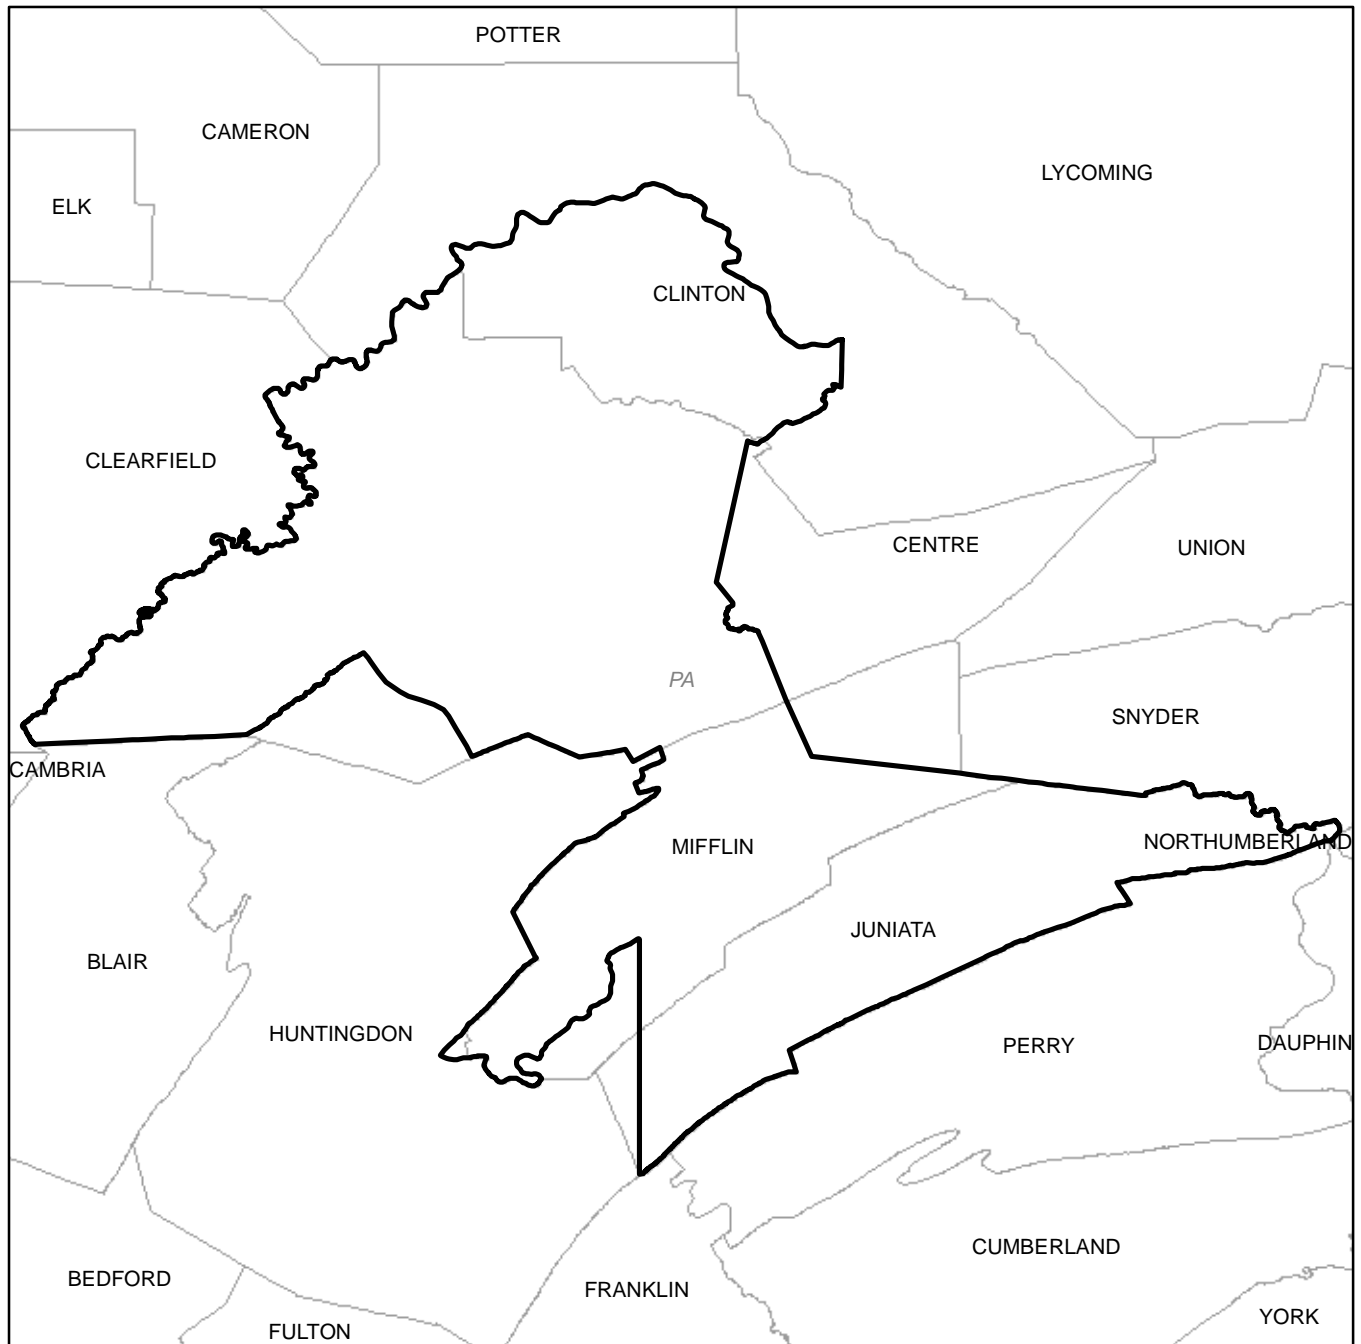 POTTER
CAMERON
LYCOMING
ELK
CLINTON
CLEARFIELD
CENTRE
UNION
PA
SNYDER
CAMBRIA
MIFFLIN
NORTHUMBERLAND
JUNIATA
BLAIR
HUNTINGDON
PERRY
DAUPHIN
CUMBERLAND
BEDFORD
FRANKLIN
YORK
FULTON